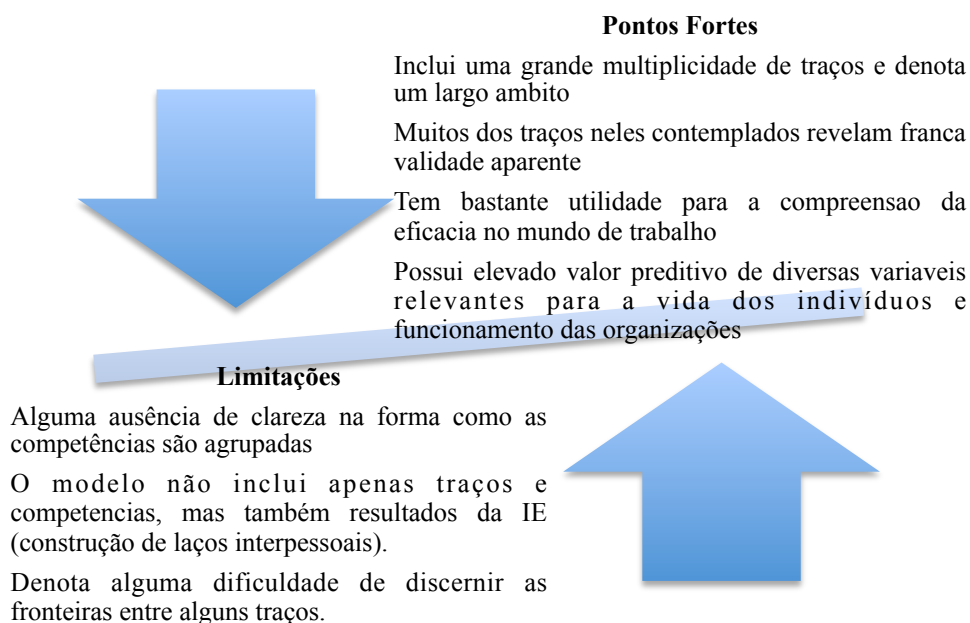 Pontos Fortes
Inclui uma grande multiplicidade de traços e denota
um largo ambito
Muitos dos traços neles contemplados revelam franca
validade aparente
Tem bastante utilidade para a compreensao da
eficacia no mundo de trabalho
Possui elevado valor preditivo de diversas variaveis
relevantes para a vida dos indivíduos e
funcionamento das organizações
Limitações
Alguma ausência de clareza na forma como as
competências são agrupadas
O modelo não inclui apenas traços e
competencias, mas também resultados da IE
(construção de laços interpessoais).
Denota alguma dificuldade de discernir as
fronteiras entre alguns traços.